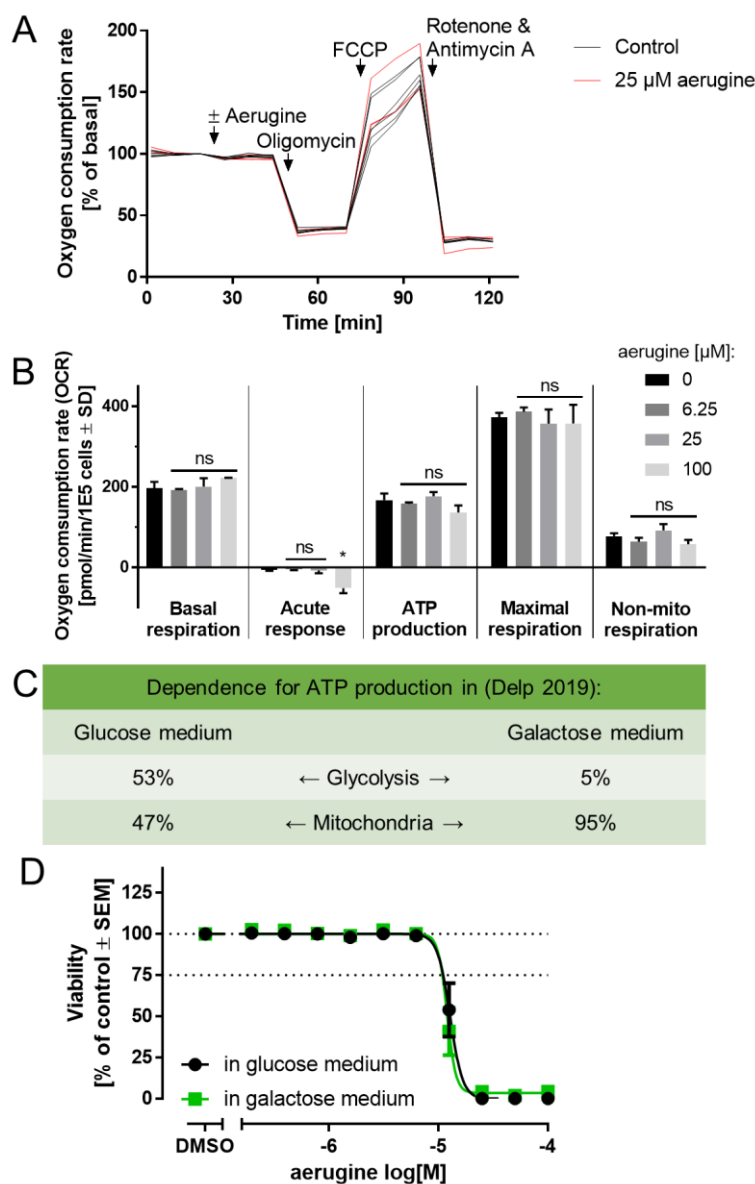 A
Oxygen consumption rate
[% of basal]
200
150
100
50
0
± Aerugine
Oligomycin
FCCP
Rotenone &
Antimycin A
Control
25 µM aerugine
0
30
60
90
120
Time [min]
B
Oxygen comsumption rate (OCR)
[pmol/min/1E5 cells ± SD]
400
200
0
ns
ns
*
ns
ns
ns
aerugine [µM]:
0
6.25
25
100
Basal
respiration
Acute
response
ATP
production
Maximal
respiration
Non-mito
respiration
C
Dependence for ATP production in (Delp 2019):
Glucose medium Galactose medium
53% ← Glycolysis → 5%
47% ← Mitochondria → 95%
D
Viability
[% of control ± SEM]
125
100
75
50
25
0
in glucose medium
in galactose medium
DMSO
-6
-5
-4
aerugine log[M]